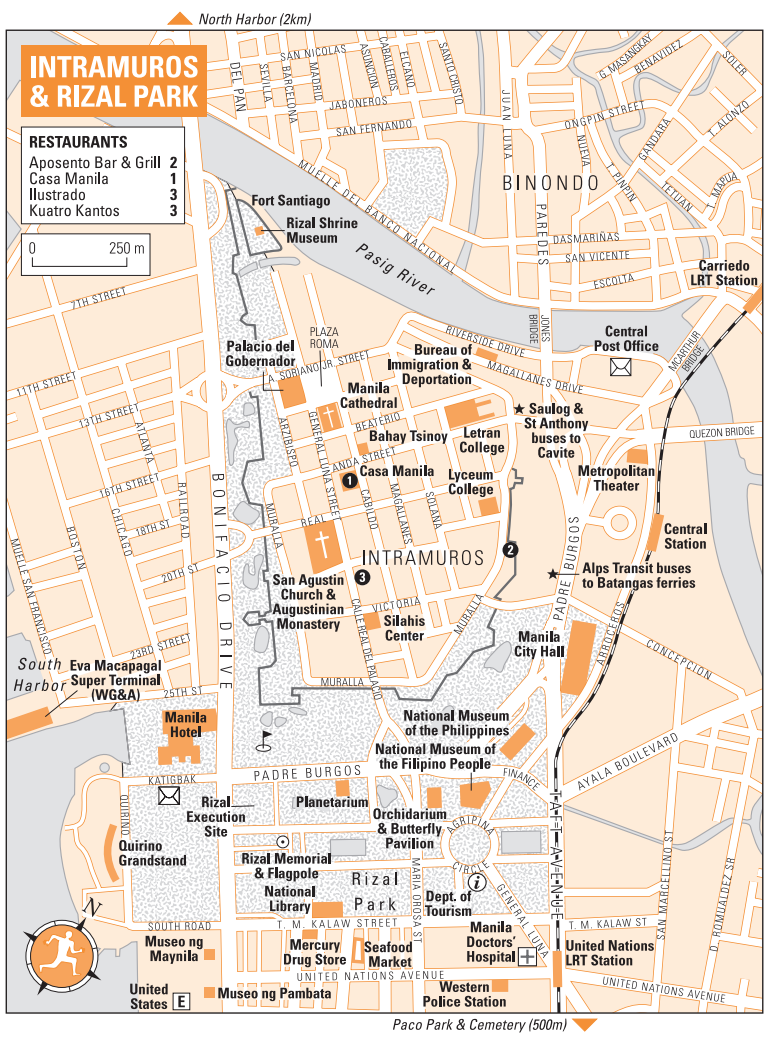 North Harbor (2km)
INTRAMUROS
& RIZAL PARK
RESTAURANTS
Aposento Bar & Grill 2
Casa Manila 1
Ilustrado 3
Kuatro Kantos 3
0 250 m
SAN NICOLAS
DEL PAN
SEVILLA
BARCELONA
MADRID
ASUNCION
CABALLEROS
ELCANO
SANTO CRISTO
JABONEROS
SAN FERNANDO
JUAN LUNA
G. MASANGKAY
BENAVIDEZ
SOLER
ONGPIN STREET
NUEVA
GANDARA
T. ALONZO
T. PINPIN
TETUAN
T. MAPUA
BINONDO
PAREDES
MUELLE DEL BANCO NACIONAL
DASMARIÑAS
SAN VICENTE
ESCOLTA
Carriedo
LRT Station
Fort Santiago
Rizal Shrine
Museum
Pasig River
7TH STREET
PLAZA
ROMA
RIVERSIDE DRIVE
JONES
BRIDGE
Central
Post Office
MCARTHUR
BRIDGE
Palacio del
Gobernador
A. SORIANO JR. STREET
Bureau of
Immigration &
Deportation
MAGALLANES DRIVE
11TH STREET
13TH STREET
ATLANTA
Manila
Cathedral
BEATERIO
Saulog &
St Anthony
buses to
Cavite
QUEZON BRIDGE
ARZIBISPO
GENERAL LUNA STREET
Bahay Tsinoy
Letran
College
ANDA STREET
1
Casa Manila
Lyceum
College
Metropolitan
Theater
16TH STREET
BOSTON
CHICAGO
RAILROAD
BONIFACIO DRIVE
MURALLA
REAL
CABILDO
MAGALLANES
SOLANA
18TH ST
20TH ST
MUELLE SAN FRANCISCO
INTRAMUROS
2
PADRE BURGOS
Central
Station
Alps Transit buses
to Batangas ferries
San Agustin
Church &
Augustinian
Monastery
3
VICTORIA
Silahis
Center
CALLE REAL DEL PALACIO
MURALLA
Manila
City Hall
ARROCEROS
CONCEPCION
23RD STREET
South
Harbor
Eva Macapagal
Super Terminal
(WG&A)
25TH ST
MURALLA
Manila
Hotel
National Museum
of the Philippines
National Museum of
the Filipino People
KATIGBAK
PADRE BURGOS
FINANCE
AYALA BOULEVARD
Rizal
Execution
Site
Planetarium
Orchidarium
& Butterfly
Pavilion
AGRIPINA
CIRCLE
TAFT AVENUE
QUIRINO
Quirino
Grandstand
Rizal Memorial
& Flagpole
Rizal
Park
National
Library
MARIA OROSA ST
Dept. of
Tourism
i
GENERAL LUNA
SAN MARCELLINO ST
D. ROMUALDEZ SR
N
SOUTH ROAD
T. M. KALAW STREET
T. M. KALAW ST
Museo ng
Maynila
Mercury
Drug Store
Seafood
Market
Manila
Doctors'
Hospital
United Nations
LRT Station
UNITED NATIONS AVENUE
UNITED NATIONS AVENUE
United
States E
Museo ng Pambata
Western
Police Station
Paco Park & Cemetery (500m)